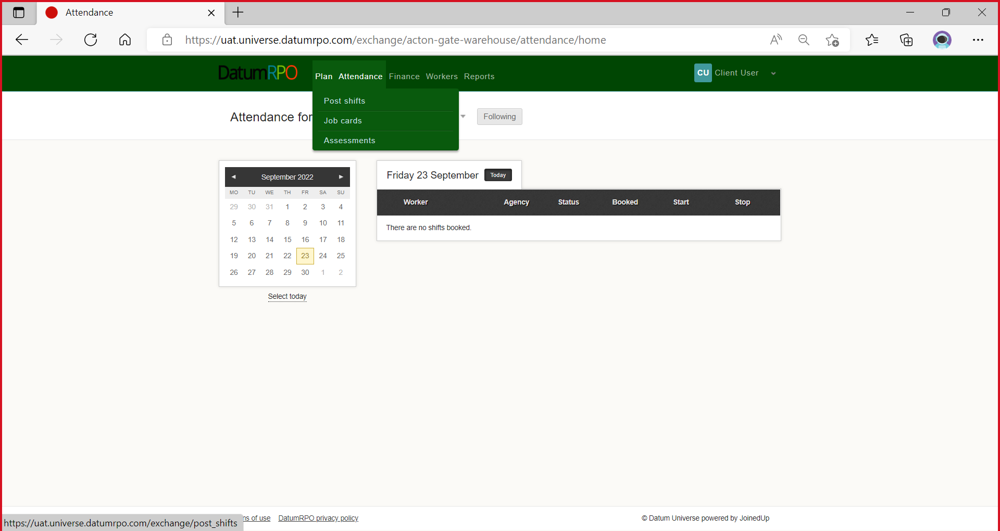 Attendance
https://uat.universe.datumrpo.com/exchange/acton-gate-warehouse/attendance/home
DatumRPO
Plan Attendance Finance Workers Reports
CU Client User
Post shifts
Job cards
Assessments
Attendance for
Following
September 2022
MO TU WE TH FR SA SU
29 30 31 1 2 3 4
5 6 7 8 9 10 11
12 13 14 15 16 17 18
19 20 21 22 23 24 25
26 27 28 29 30 1 2
Select today
Friday 23 September Today
Worker Agency Status Booked Start Stop
There are no shifts booked.
ms of use DatumRPO privacy policy
© Datum Universe powered by JoinedUp
https://uat.universe.datumrpo.com/exchange/post_shifts